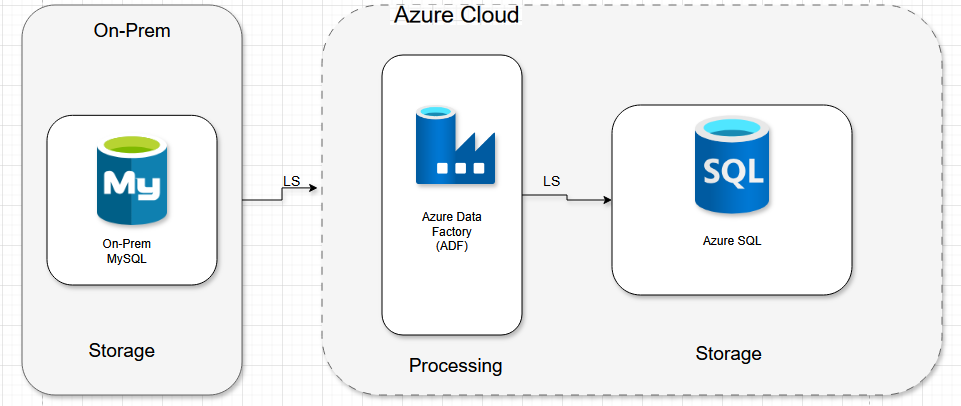 On-Prem
My
On-Prem
MySQL
Storage
LS
Azure Cloud
Azure Data
Factory
(ADF)
Processing
LS
SQL
Azure SQL
Storage